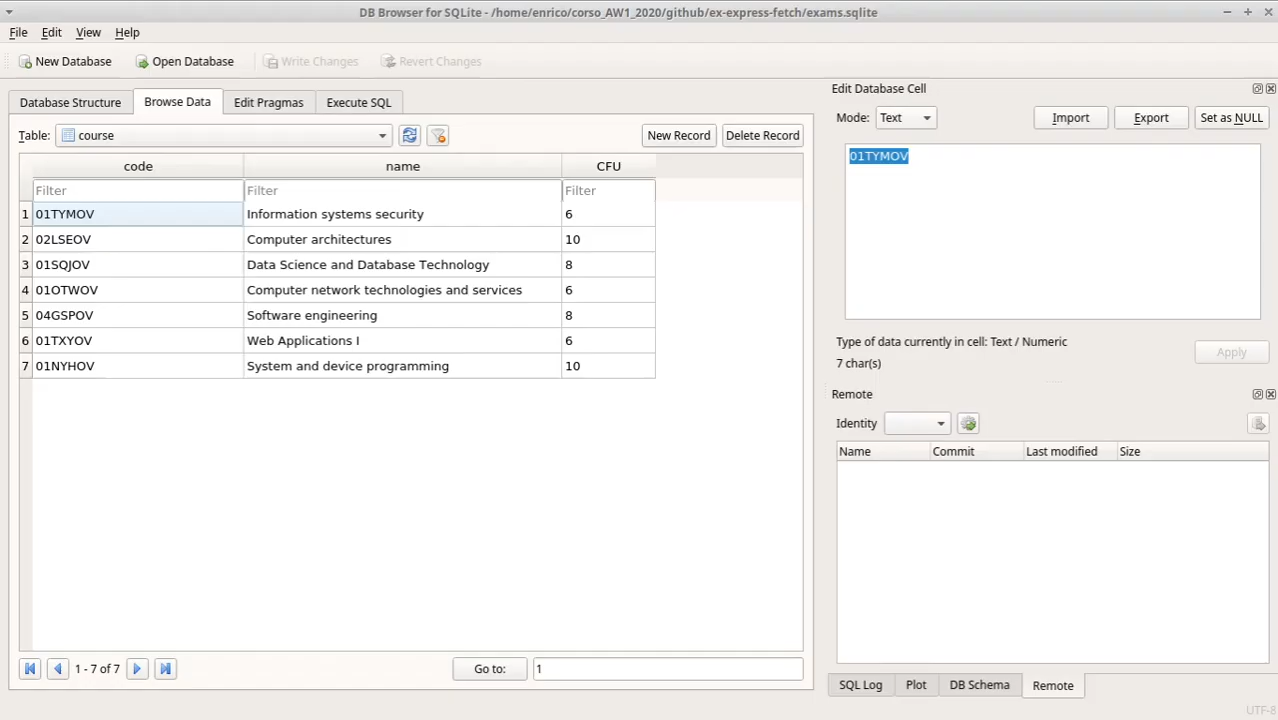 DB Browser for SQLite - /home/enrico/corso_AW1_2020/github/ex-express-fetch/exams.sqlite
File Edit View Help
New Database Open Database Write Changes Revert Changes
Database Structure Browse Data Edit Pragmas Execute SQL
Table: course New Record Delete Record
code name CFU
Filter Filter Filter
1 01TYMOV Information systems security 6
2 02LSEOV Computer architectures 10
3 01SQJOV Data Science and Database Technology 8
4 01OTWOV Computer network technologies and services 6
5 04GSPOV Software engineering 8
6 01TXYOV Web Applications I 6
7 01NYHOV System and device programming 10
1 - 7 of 7 Go to: 1
Edit Database Cell
Mode: Text Import Export Set as NULL
01TYMOV
Type of data currently in cell: Text / Numeric
7 char(s)
Apply
Remote
Identity
Name Commit Last modified Size
SQL Log Plot DB Schema Remote
UTF-8